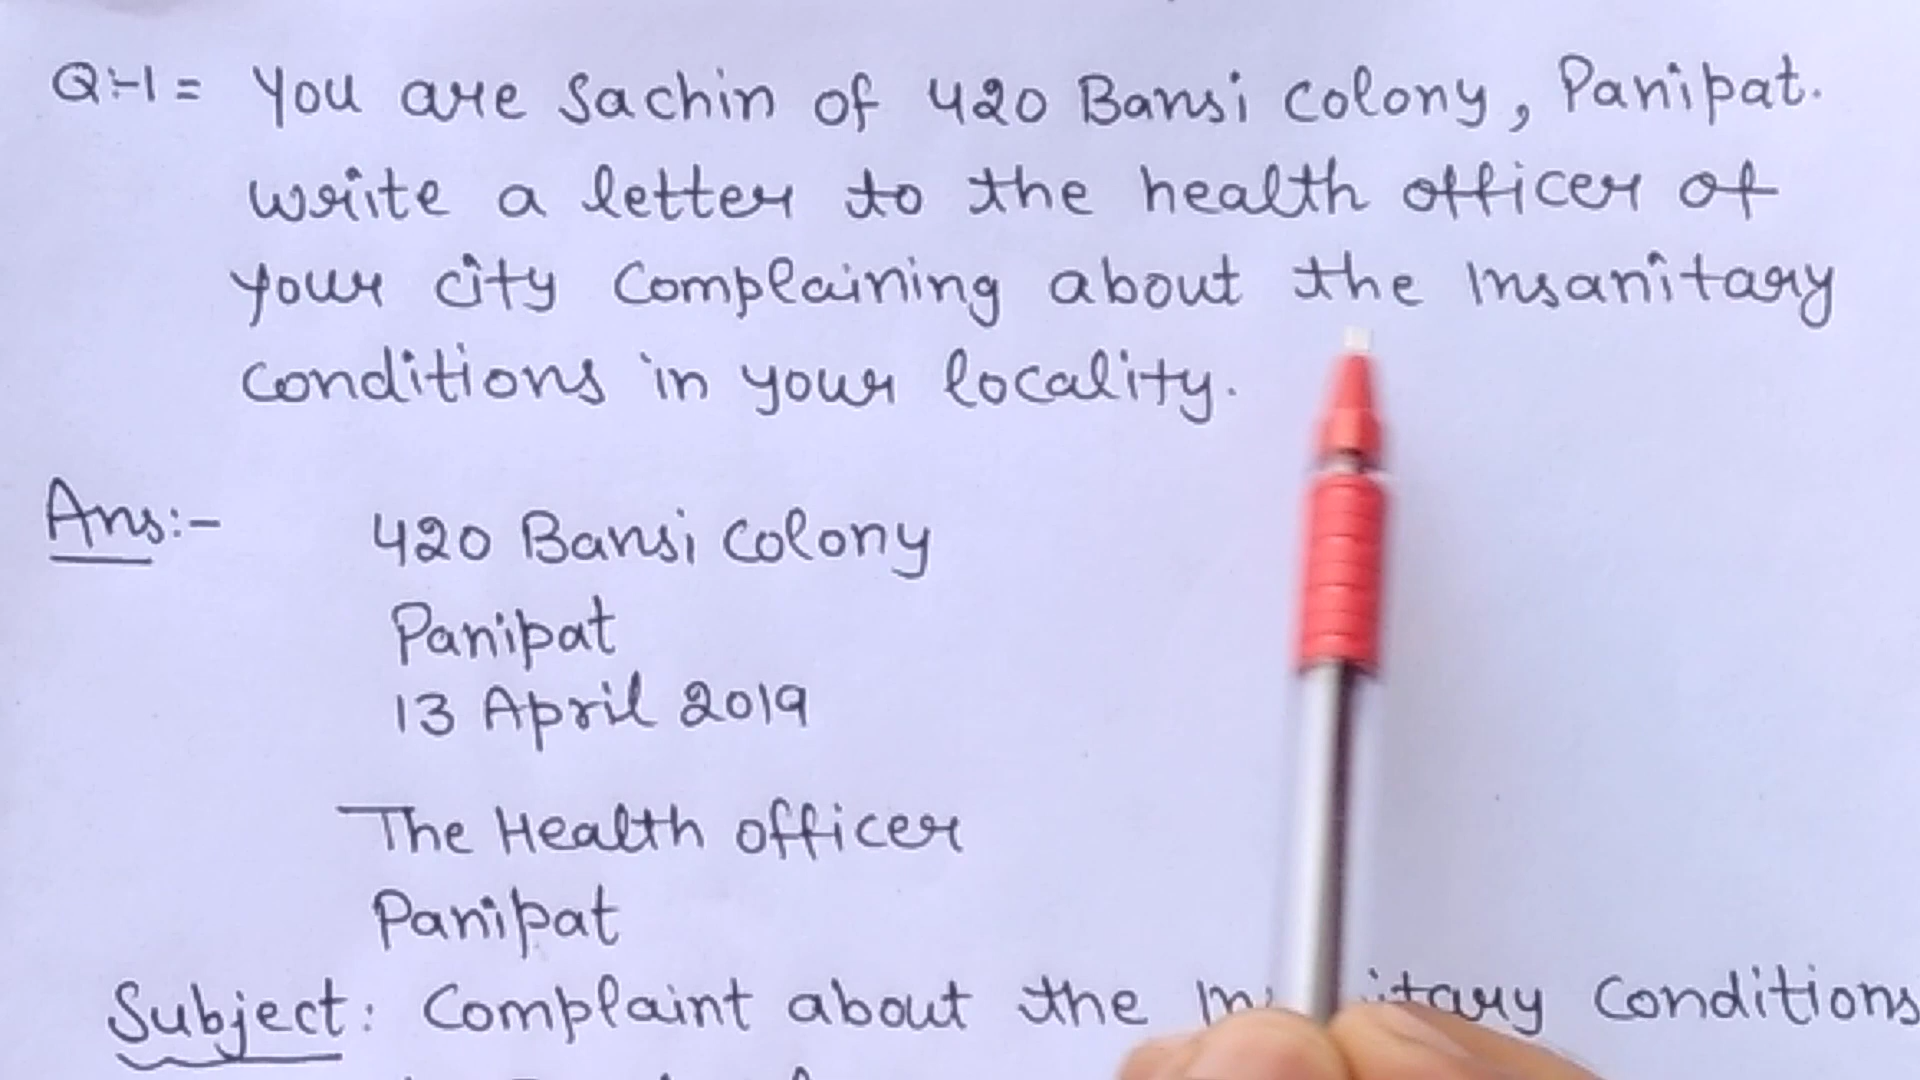 Q:-1 = You are Sachin of 420 Bansi Colony, Panipat.
write a letter to the health officer of
your city complaining about the insanitary
conditions in your locality.
Ans:- 420 Bansi Colony
Panipat
13 April 2019
The Health officer
Panipat
Subject: Complaint about the conditions